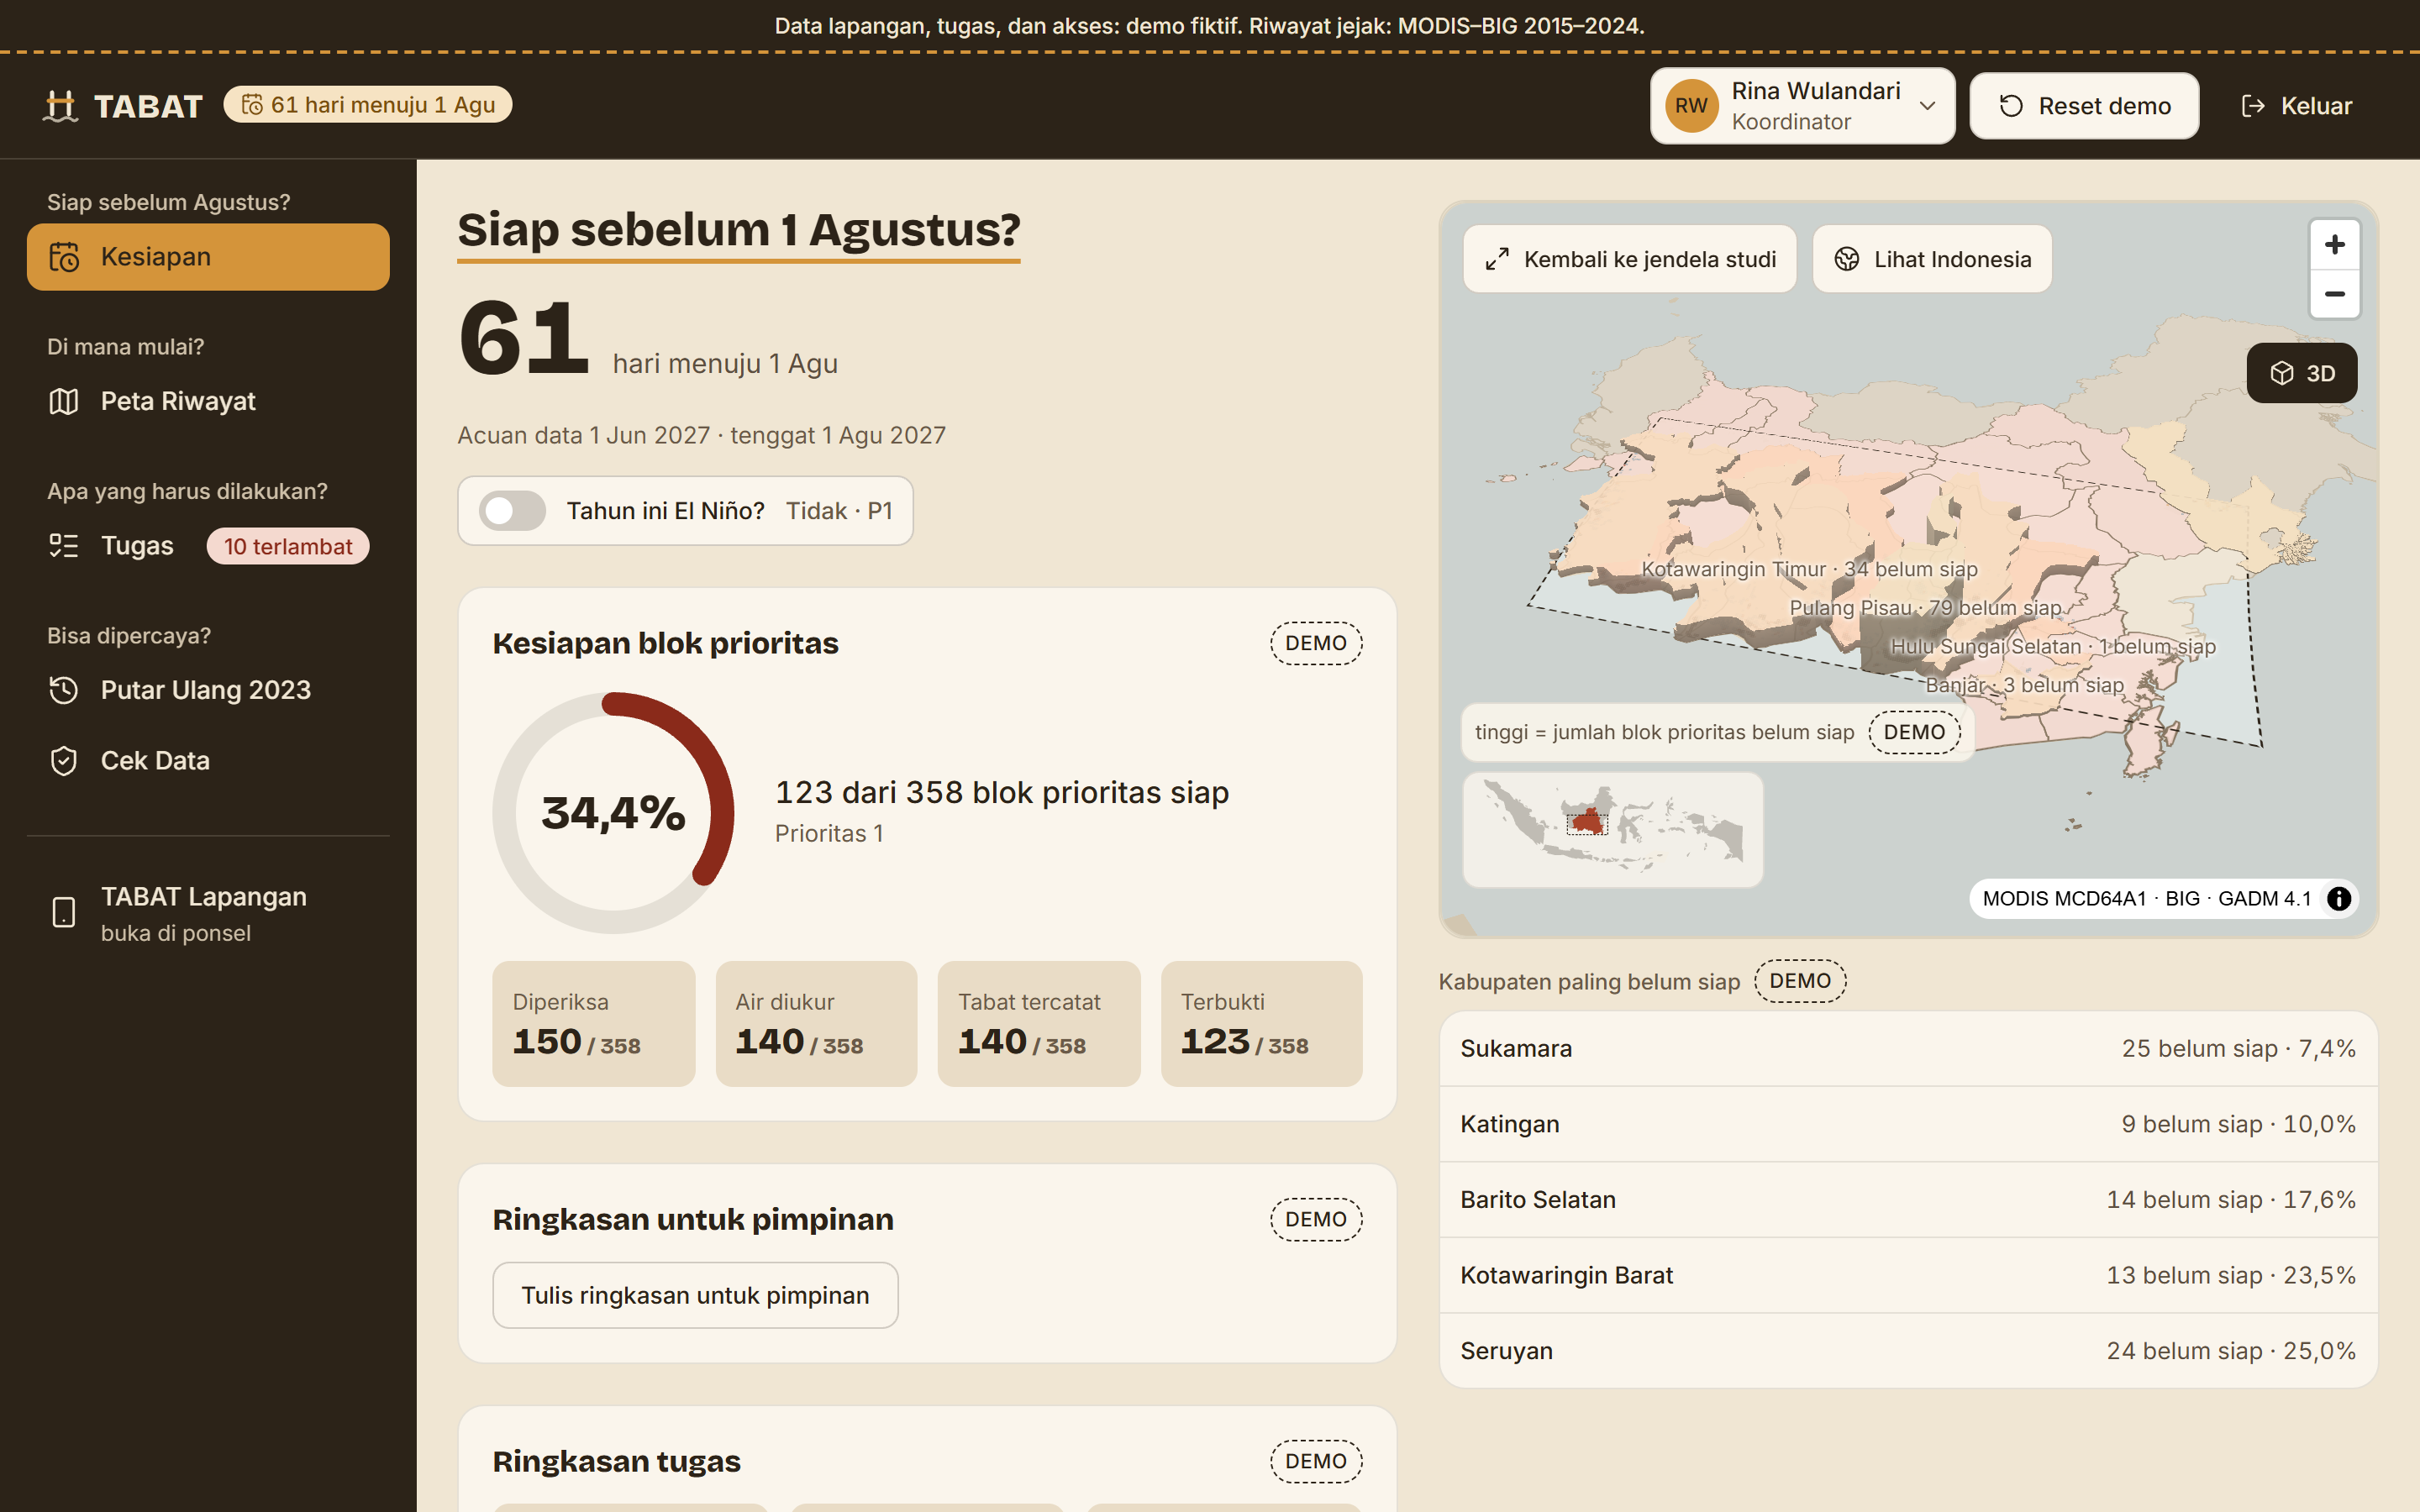 Data lapangan, tugas, dan akses: demo fiktif. Riwayat jejak: MODIS–BIG 2015–2024.
TABAT
61 hari menuju 1 Agu
RW
Rina Wulandari
Koordinator
Reset demo
Keluar
Siap sebelum Agustus?
Kesiapan
Di mana mulai?
Peta Riwayat
Apa yang harus dilakukan?
Tugas
10 terlambat
Bisa dipercaya?
Putar Ulang 2023
Cek Data
TABAT Lapangan
buka di ponsel
Siap sebelum 1 Agustus?
61 hari menuju 1 Agu
Acuan data 1 Jun 2027 · tenggat 1 Agu 2027
Tahun ini El Niño? Tidak · P1
Kesiapan blok prioritas
DEMO
34,4%
123 dari 358 blok prioritas siap
Prioritas 1
Diperiksa
150 / 358
Air diukur
140 / 358
Tabat tercatat
140 / 358
Terbukti
123 / 358
Ringkasan untuk pimpinan
DEMO
Tulis ringkasan untuk pimpinan
Ringkasan tugas
DEMO
Kembali ke jendela studi
Lihat Indonesia
+
−
3D
Kotawaringin Timur · 34 belum siap
Pulang Pisau · 79 belum siap
Hulu Sungai Selatan · 1 belum siap
Banjar · 3 belum siap
tinggi = jumlah blok prioritas belum siap DEMO
MODIS MCD64A1 · BIG · GADM 4.1
Kabupaten paling belum siap DEMO
Sukamara 25 belum siap · 7,4%
Katingan 9 belum siap · 10,0%
Barito Selatan 14 belum siap · 17,6%
Kotawaringin Barat 13 belum siap · 23,5%
Seruyan 24 belum siap · 25,0%